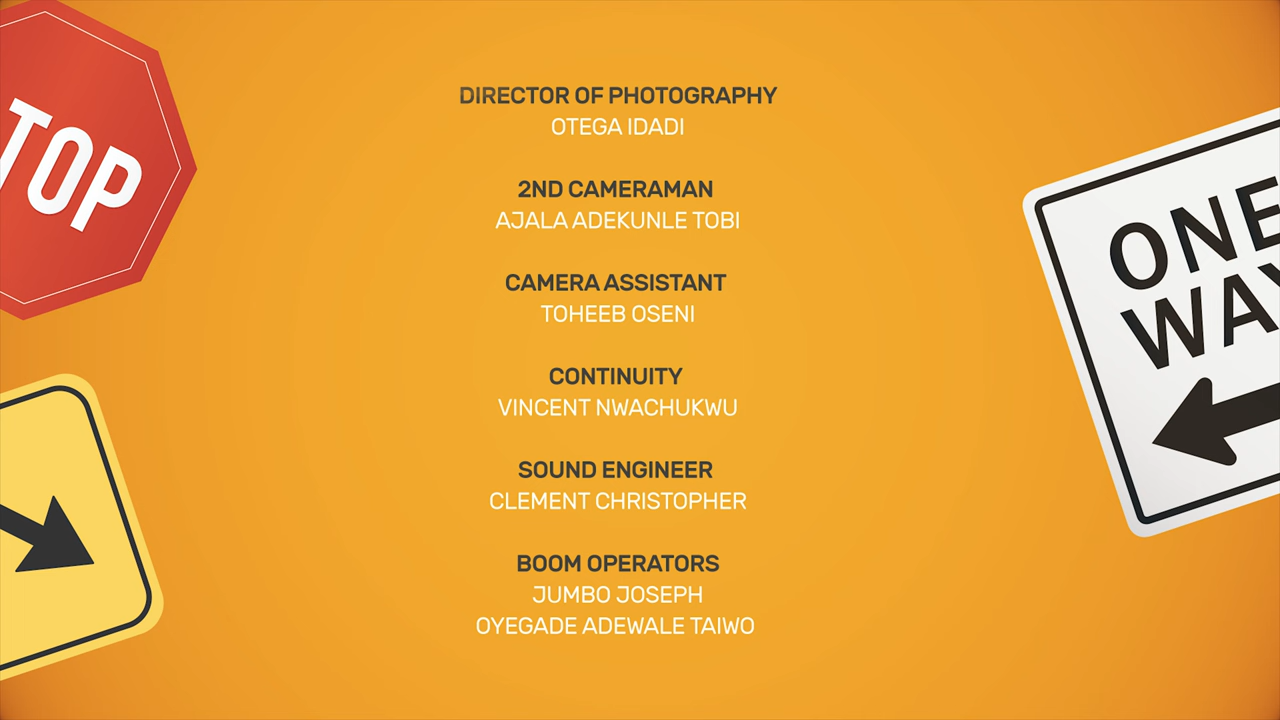 DIRECTOR OF PHOTOGRAPHY
OTEGA IDADI
2ND CAMERAMAN
AJALA ADEKUNLE TOBI
CAMERA ASSISTANT
TOHEEB OSENI
CONTINUITY
VINCENT NWACHUKWU
SOUND ENGINEER
CLEMENT CHRISTOPHER
BOOM OPERATORS
JUMBO JOSEPH
OYEGADE ADEWALE TAIWO
TOP
ONE
WAY